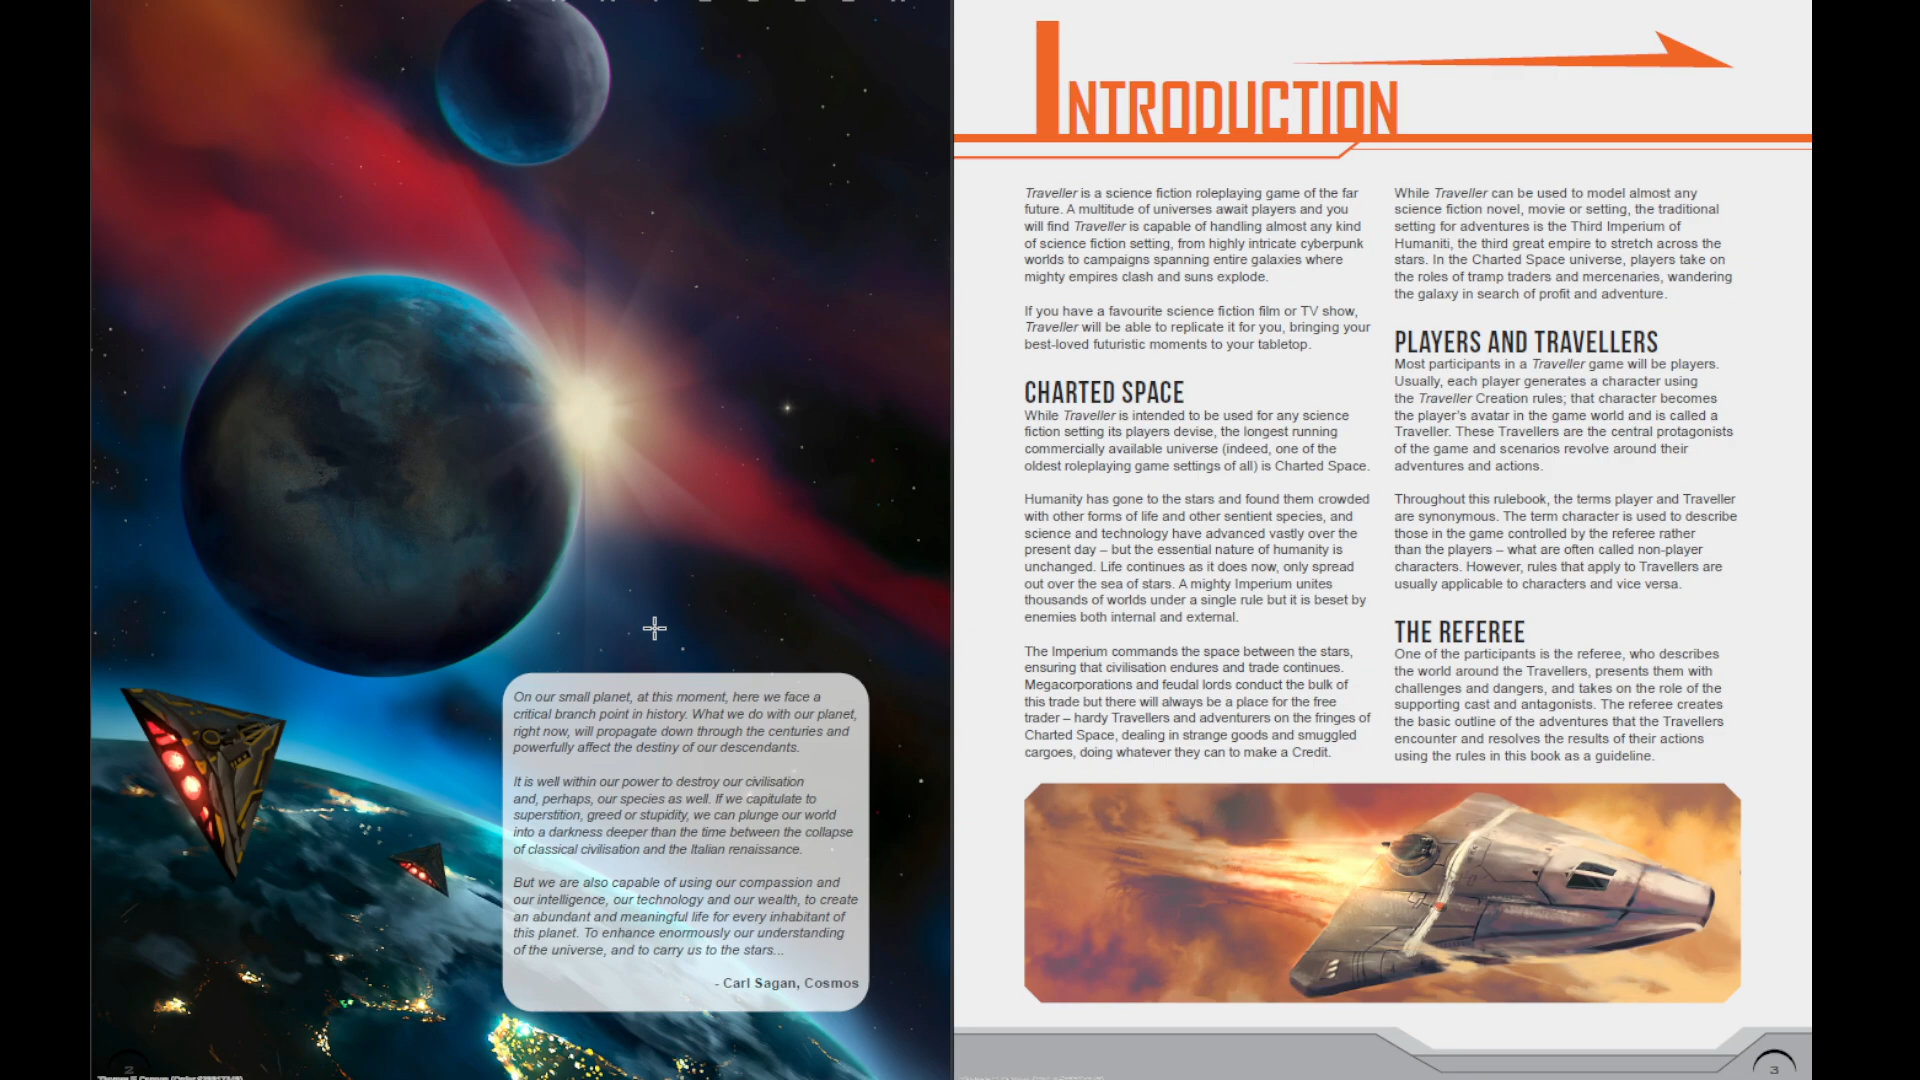 On our small planet, at this moment, here we face a
critical branch point in history. What we do with our planet,
right now, will propagate down through the centuries and
powerfully affect the destiny of our descendants.
It is well within our power to destroy our civilisation
and, perhaps, our species as well. If we capitulate to
superstition, greed or stupidity, we can plunge our world
into a darkness deeper than the time between the collapse
of classical civilisation and the Italian renaissance.
But we are also capable of using our compassion and
our intelligence, our technology and our wealth, to create
an abundant and meaningful life for every inhabitant of
this planet. To enhance enormously our understanding
of the universe, and to carry us to the stars...
- Carl Sagan, Cosmos
2
INTRODUCTION
Traveller is a science fiction roleplaying game of the far
future. A multitude of universes await players and you
will find Traveller is capable of handling almost any kind
of science fiction setting, from highly intricate cyberpunk
worlds to campaigns spanning entire galaxies where
mighty empires clash and suns explode.
If you have a favourite science fiction film or TV show,
Traveller will be able to replicate it for you, bringing your
best-loved futuristic moments to your tabletop.
CHARTED SPACE
While Traveller is intended to be used for any science
fiction setting its players devise, the longest running
commercially available universe (indeed, one of the
oldest roleplaying game settings of all) is Charted Space.
Humanity has gone to the stars and found them crowded
with other forms of life and other sentient species, and
science and technology have advanced vastly over the
present day – but the essential nature of humanity is
unchanged. Life continues as it does now, only spread
out over the sea of stars. A mighty Imperium unites
thousands of worlds under a single rule but it is beset by
enemies both internal and external.
The Imperium commands the space between the stars,
ensuring that civilisation endures and trade continues.
Megacorporations and feudal lords conduct the bulk of
this trade but there will always be a place for the free
trader – hardy Travellers and adventurers on the fringes of
Charted Space, dealing in strange goods and smuggled
cargoes, doing whatever they can to make a Credit.
While Traveller can be used to model almost any
science fiction novel, movie or setting, the traditional
setting for adventures is the Third Imperium of
Humaniti, the third great empire to stretch across the
stars. In the Charted Space universe, players take on
the roles of tramp traders and mercenaries, wandering
the galaxy in search of profit and adventure.
PLAYERS AND TRAVELLERS
Most participants in a Traveller game will be players.
Usually, each player generates a character using
the Traveller Creation rules; that character becomes
the player's avatar in the game world and is called a
Traveller. These Travellers are the central protagonists
of the game and scenarios revolve around their
adventures and actions.
Throughout this rulebook, the terms player and Traveller
are synonymous. The term character is used to describe
those in the game controlled by the referee rather
than the players – what are often called non-player
characters. However, rules that apply to Travellers are
usually applicable to characters and vice versa.
THE REFEREE
One of the participants is the referee, who describes
the world around the Travellers, presents them with
challenges and dangers, and takes on the role of the
supporting cast and antagonists. The referee creates
the basic outline of the adventures that the Travellers
encounter and resolves the results of their actions
using the rules in this book as a guideline.
3